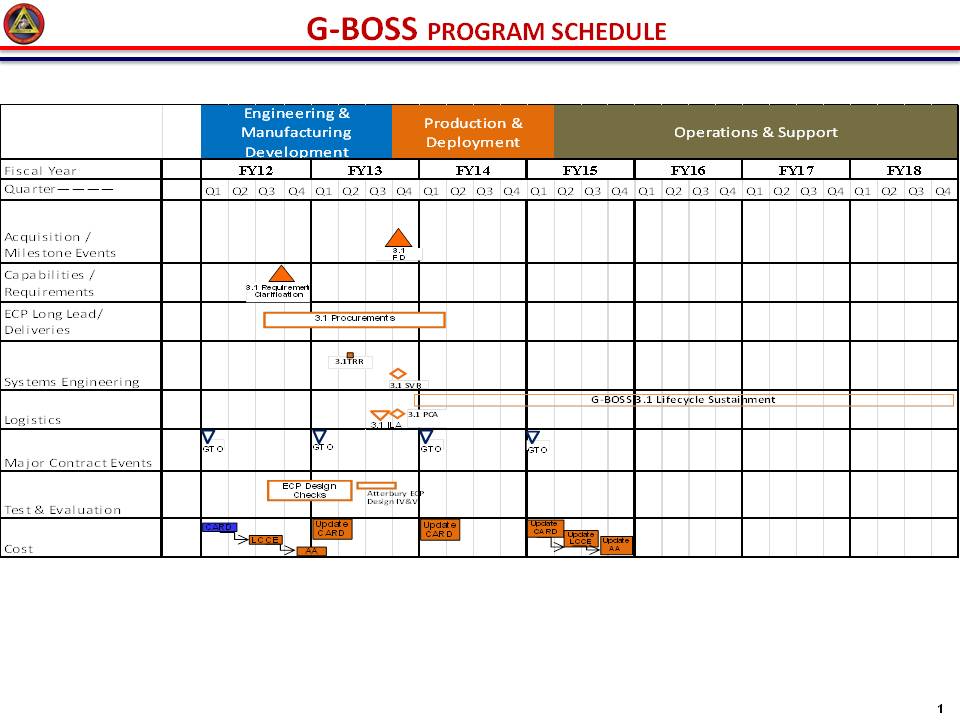 G-BOSS PROGRAM SCHEDULE
Engineering &
Manufacturing
Development
Production &
Deployment
Operations & Support
Fiscal Year
FY12 FY13 FY14 FY15 FY16 FY17 FY18
Quarter————
Q1 Q2 Q3 Q4 Q1 Q2 Q3 Q4 Q1 Q2 Q3 Q4 Q1 Q2 Q3 Q4 Q1 Q2 Q3 Q4 Q1 Q2 Q3 Q4 Q1 Q2 Q3 Q4
Acquisition /
Milestone Events
3.1
FD
Capabilities /
Requirements
3.1 Requirement
Clarification
ECP Long Lead/
Deliveries
3.1 Procurements
Systems Engineering
3.1TRR
3.1 SVR
G-BOSS 3.1 Lifecycle Sustainment
Logistics
3.1 ILA
3.1 PCA
Major Contract Events
GTO
GTO
GTO
GTO
Test & Evaluation
ECP Design
Checks
Atterbury ECP
Design IV&V
Cost
CARD
LCCE
AA
Update
CARD
Update
CARD
Update
CARD
Update
LCCE
Update
AA
1